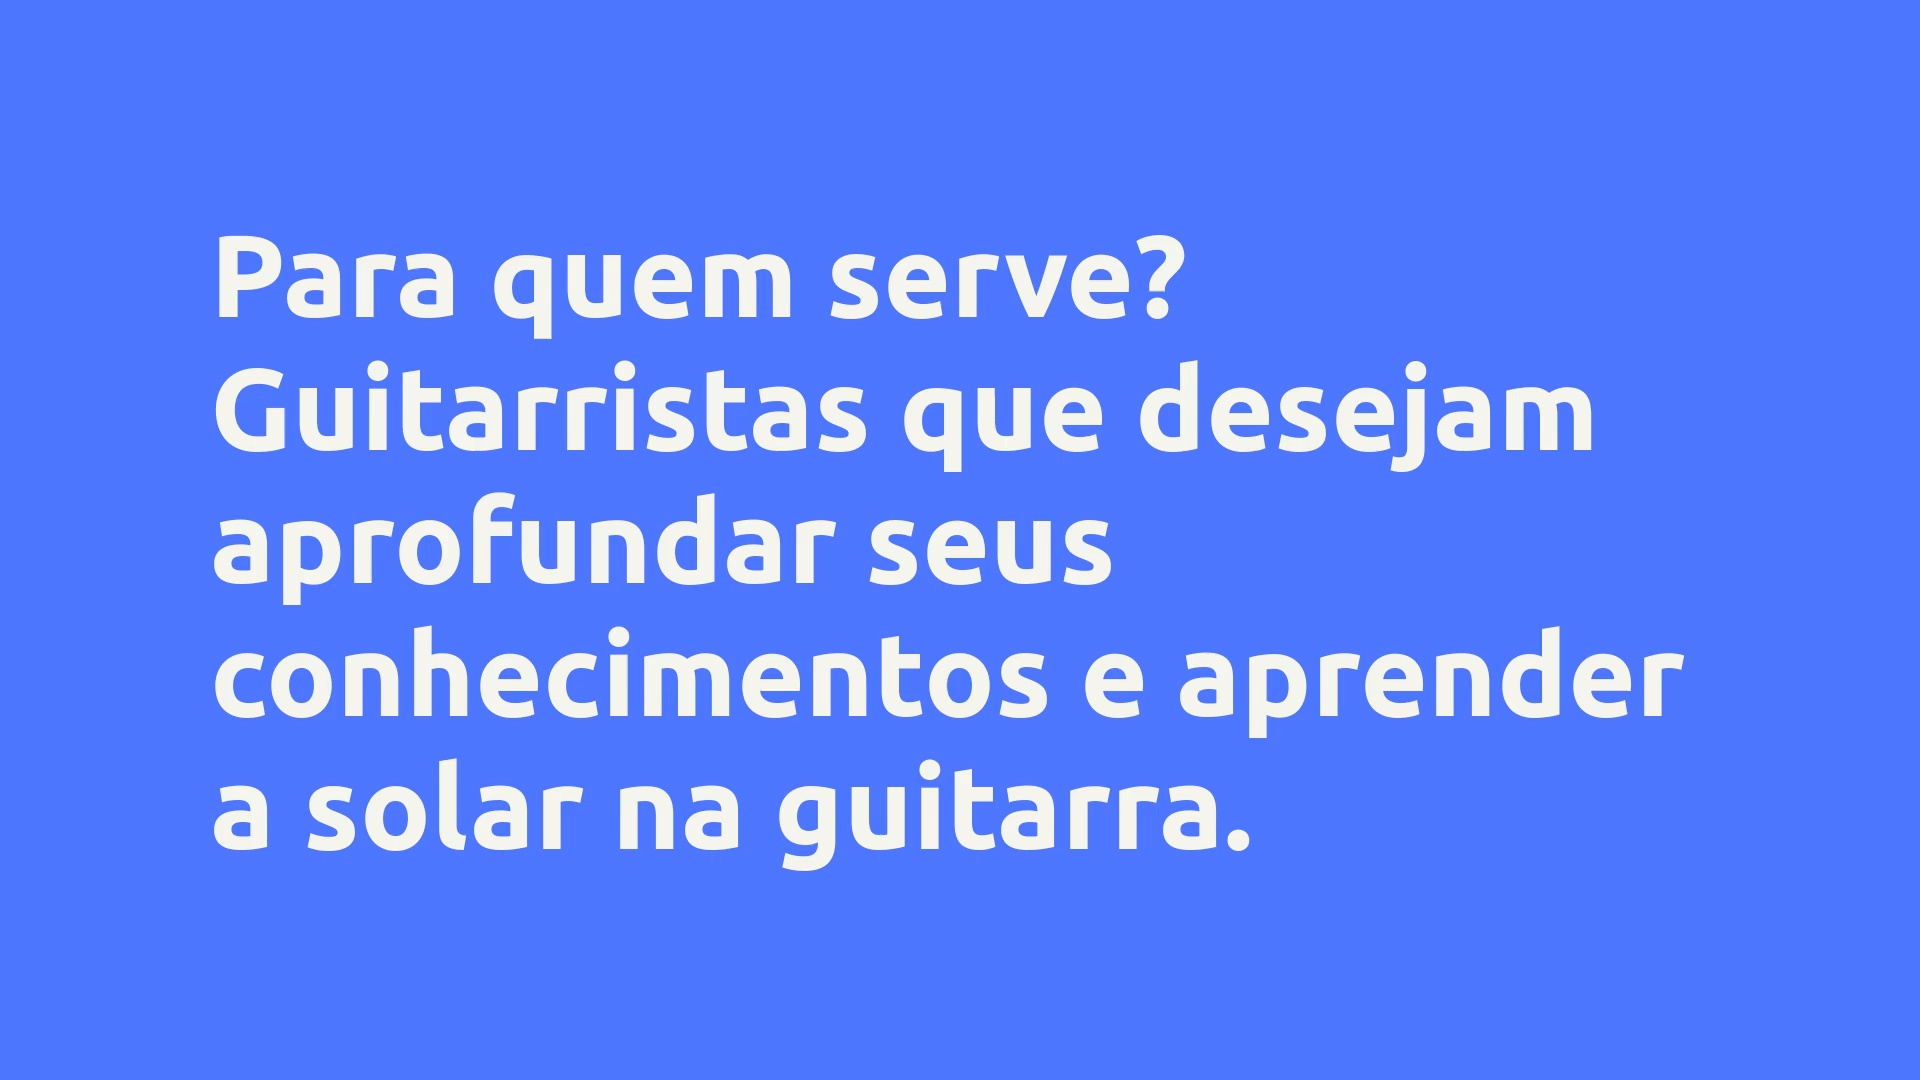 Para quem serve?
Guitarristas que desejam
aprofundar seus
conhecimentos e aprender
a solar na guitarra.